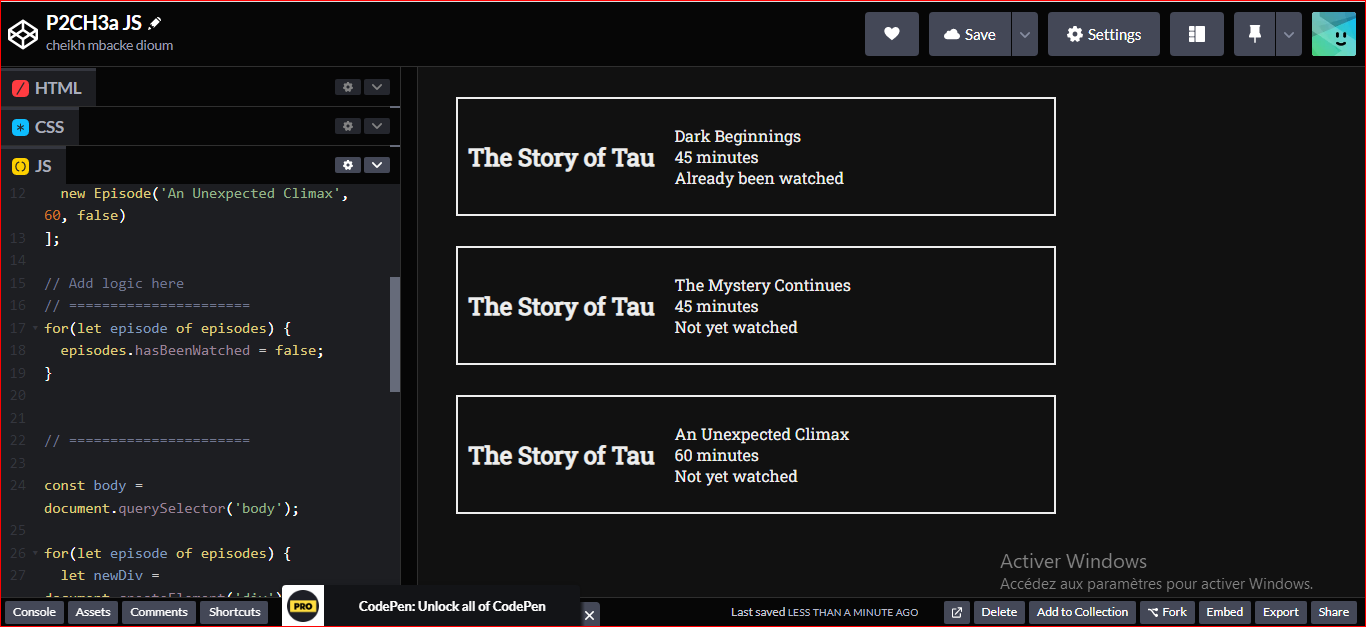 P2CH3a JS
cheikh mbacke dioum
Save
Settings
HTML
CSS
JS
12 new Episode('An Unexpected Climax',
60, false)
13 ];
14
15 // Add logic here
16 // ======================
17 for(let episode of episodes) {
18 episodes.hasBeenWatched = false;
19 }
20
21
22 // ======================
23
24 const body =
document.querySelector('body');
25
26 for(let episode of episodes) {
27 let newDiv =
document.createElement('div')
The Story of Tau
Dark Beginnings
45 minutes
Already been watched
The Story of Tau
The Mystery Continues
45 minutes
Not yet watched
The Story of Tau
An Unexpected Climax
60 minutes
Not yet watched
Activer Windows
Accédez aux paramètres pour activer Windows.
Console Assets Comments Shortcuts
PRO
CodePen: Unlock all of CodePen
Last saved LESS THAN A MINUTE AGO
Delete Add to Collection Fork Embed Export Share